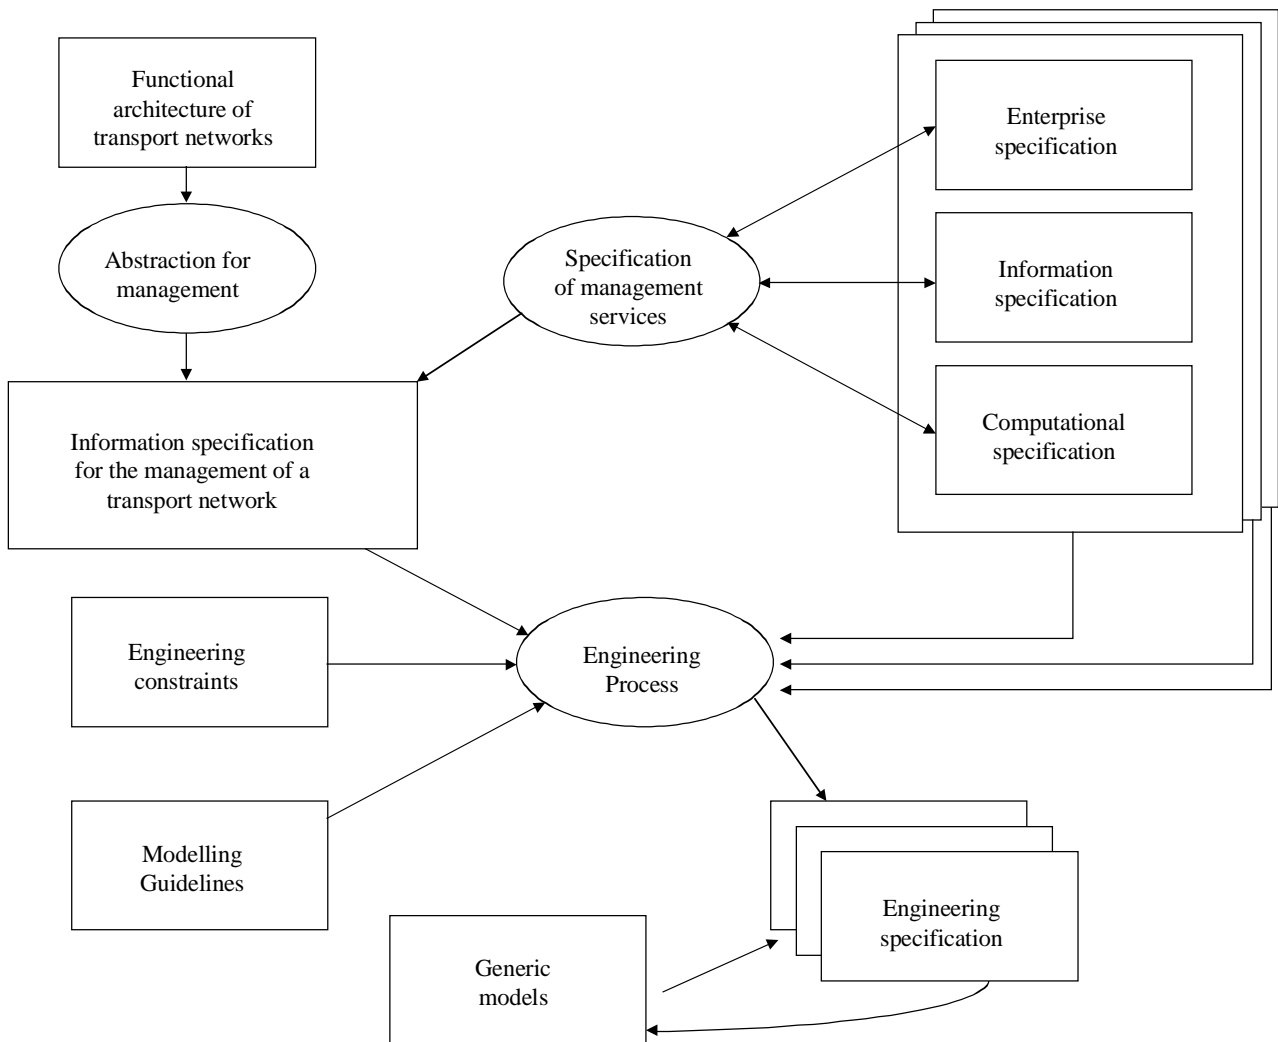 Functional
architecture of
transport networks
Abstraction for
management
Specification
of management
services
Enterprise
specification
Information
specification
Computational
specification
Information specification
for the management of a
transport network
Engineering
constraints
Engineering
Process
Modelling
Guidelines
Engineering
specification
Generic
models